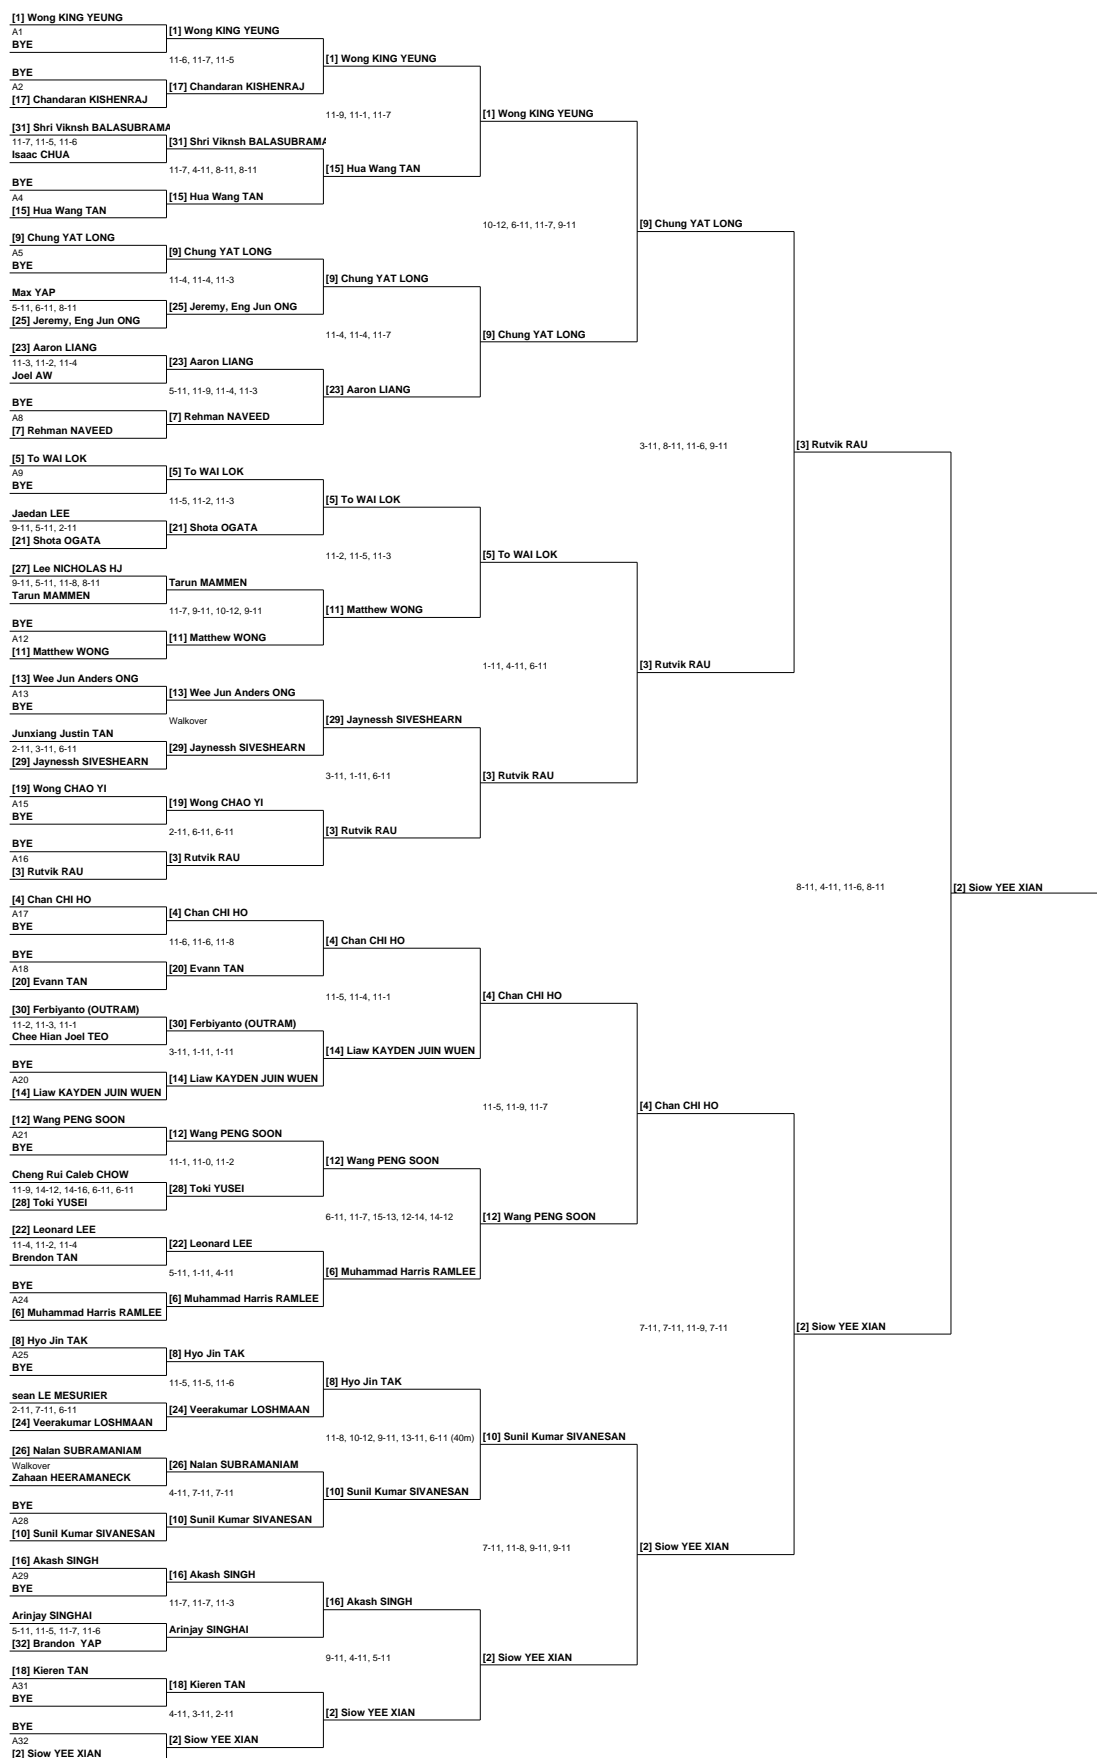 [1] Wong KING YEUNG
A1
BYE
BYE
A2
[17] Chandaran KISHENRAJ
[31] Shri Viknsh BALASUBRAMA
11-7, 11-5, 11-6
Isaac CHUA
BYE
A4
[15] Hua Wang TAN
[9] Chung YAT LONG
A5
BYE
Max YAP
5-11, 6-11, 8-11
[25] Jeremy, Eng Jun ONG
[23] Aaron LIANG
11-3, 11-2, 11-4
Joel AW
BYE
A8
[7] Rehman NAVEED
[5] To WAI LOK
A9
BYE
Jaedan LEE
9-11, 5-11, 2-11
[21] Shota OGATA
[27] Lee NICHOLAS HJ
9-11, 5-11, 11-8, 8-11
Tarun MAMMEN
BYE
A12
[11] Matthew WONG
[13] Wee Jun Anders ONG
A13
BYE
Junxiang Justin TAN
2-11, 3-11, 6-11
[29] Jaynessh SIVESHEARN
[19] Wong CHAO YI
A15
BYE
BYE
A16
[3] Rutvik RAU
[4] Chan CHI HO
A17
BYE
BYE
A18
[20] Evann TAN
[30] Ferbiyanto (OUTRAM)
11-2, 11-3, 11-1
Chee Hian Joel TEO
BYE
A20
[14] Liaw KAYDEN JUIN WUEN
[12] Wang PENG SOON
A21
BYE
Cheng Rui Caleb CHOW
11-9, 14-12, 14-16, 6-11, 6-11
[28] Toki YUSEI
[22] Leonard LEE
11-4, 11-2, 11-4
Brendon TAN
BYE
A24
[6] Muhammad Harris RAMLEE
[8] Hyo Jin TAK
A25
BYE
sean LE MESURIER
2-11, 7-11, 6-11
[24] Veerakumar LOSHMAAN
[26] Nalan SUBRAMANIAM
Walkover
Zahaan HEERAMANECK
BYE
A28
[10] Sunil Kumar SIVANESAN
[16] Akash SINGH
A29
BYE
Arinjay SINGHAI
5-11, 11-5, 11-7, 11-6
[32] Brandon  YAP
[18] Kieren TAN
A31
BYE
BYE
A32
[2] Siow YEE XIAN
[1] Wong KING YEUNG
11-6, 11-7, 11-5
[17] Chandaran KISHENRAJ
[31] Shri Viknsh BALASUBRAMA
11-7, 4-11, 8-11, 8-11
[15] Hua Wang TAN
[9] Chung YAT LONG
11-4, 11-4, 11-3
[25] Jeremy, Eng Jun ONG
[23] Aaron LIANG
5-11, 11-9, 11-4, 11-3
[7] Rehman NAVEED
[5] To WAI LOK
11-5, 11-2, 11-3
[21] Shota OGATA
Tarun MAMMEN
11-7, 9-11, 10-12, 9-11
[11] Matthew WONG
[13] Wee Jun Anders ONG
Walkover
[29] Jaynessh SIVESHEARN
[19] Wong CHAO YI
2-11, 6-11, 6-11
[3] Rutvik RAU
[4] Chan CHI HO
11-6, 11-6, 11-8
[20] Evann TAN
[30] Ferbiyanto (OUTRAM)
3-11, 1-11, 1-11
[14] Liaw KAYDEN JUIN WUEN
[12] Wang PENG SOON
11-1, 11-0, 11-2
[28] Toki YUSEI
[22] Leonard LEE
5-11, 1-11, 4-11
[6] Muhammad Harris RAMLEE
[8] Hyo Jin TAK
11-5, 11-5, 11-6
[24] Veerakumar LOSHMAAN
[26] Nalan SUBRAMANIAM
4-11, 7-11, 7-11
[10] Sunil Kumar SIVANESAN
[16] Akash SINGH
11-7, 11-7, 11-3
Arinjay SINGHAI
[18] Kieren TAN
4-11, 3-11, 2-11
[2] Siow YEE XIAN
[1] Wong KING YEUNG
11-9, 11-1, 11-7
[15] Hua Wang TAN
[9] Chung YAT LONG
11-4, 11-4, 11-7
[23] Aaron LIANG
[5] To WAI LOK
11-2, 11-5, 11-3
[11] Matthew WONG
[29] Jaynessh SIVESHEARN
3-11, 1-11, 6-11
[3] Rutvik RAU
[4] Chan CHI HO
11-5, 11-4, 11-1
[14] Liaw KAYDEN JUIN WUEN
[12] Wang PENG SOON
6-11, 11-7, 15-13, 12-14, 14-12
[6] Muhammad Harris RAMLEE
[8] Hyo Jin TAK
11-8, 10-12, 9-11, 13-11, 6-11 (40m)
[10] Sunil Kumar SIVANESAN
[16] Akash SINGH
9-11, 4-11, 5-11
[2] Siow YEE XIAN
[1] Wong KING YEUNG
10-12, 6-11, 11-7, 9-11
[9] Chung YAT LONG
[5] To WAI LOK
1-11, 4-11, 6-11
[3] Rutvik RAU
[4] Chan CHI HO
11-5, 11-9, 11-7
[12] Wang PENG SOON
[10] Sunil Kumar SIVANESAN
7-11, 11-8, 9-11, 9-11
[2] Siow YEE XIAN
[9] Chung YAT LONG
3-11, 8-11, 11-6, 9-11
[3] Rutvik RAU
[4] Chan CHI HO
7-11, 7-11, 11-9, 7-11
[2] Siow YEE XIAN
[3] Rutvik RAU
8-11, 4-11, 11-6, 8-11
[2] Siow YEE XIAN
[2] Siow YEE XIAN